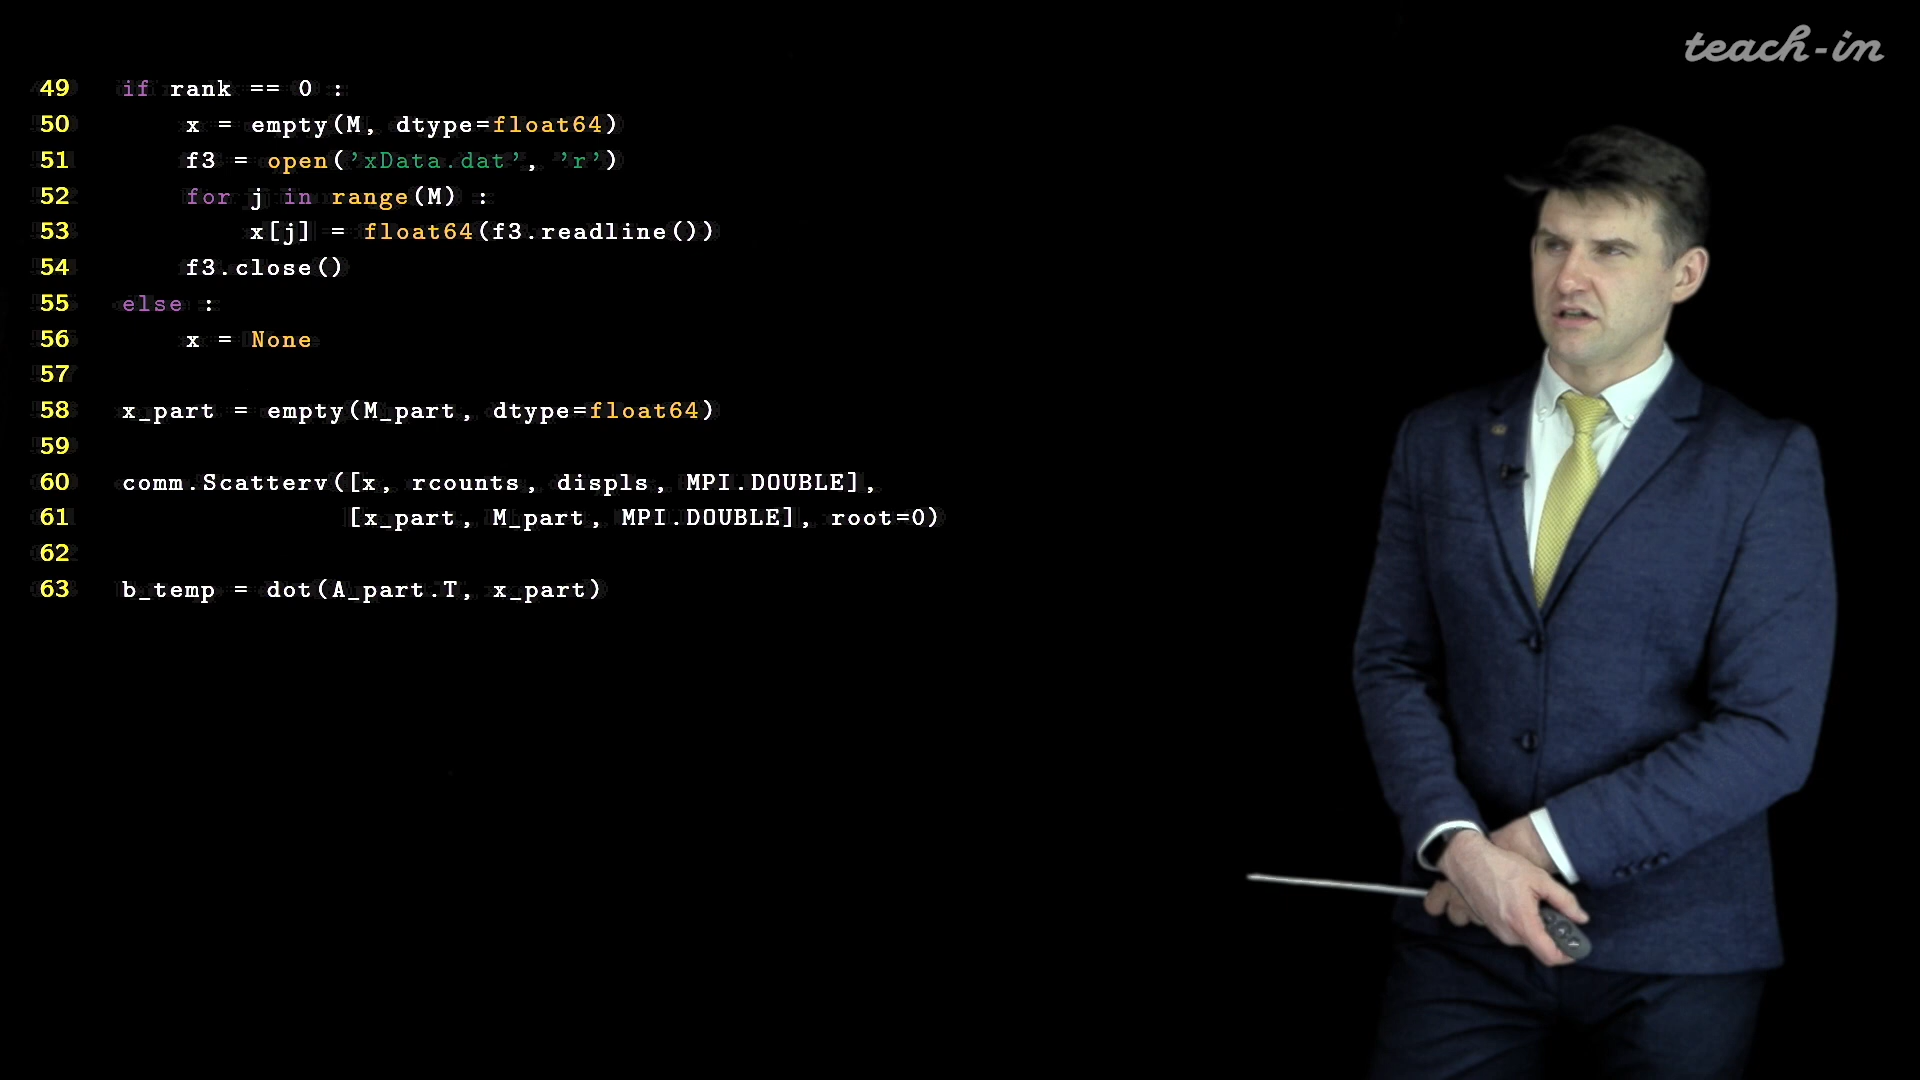 teach-in
49 if rank == 0 :
50 x = empty(M, dtype=float64)
51 f3 = open('xData.dat', 'r')
52 for j in range(M) :
53 x[j] = float64(f3.readline())
54 f3.close()
55 else :
56 x = None
57
58 x_part = empty(M_part, dtype=float64)
59
60 comm.Scatterv([x, rcounts, displs, MPI.DOUBLE],
61 [x_part, M_part, MPI.DOUBLE], root=0)
62
63 b_temp = dot(A_part.T, x_part)